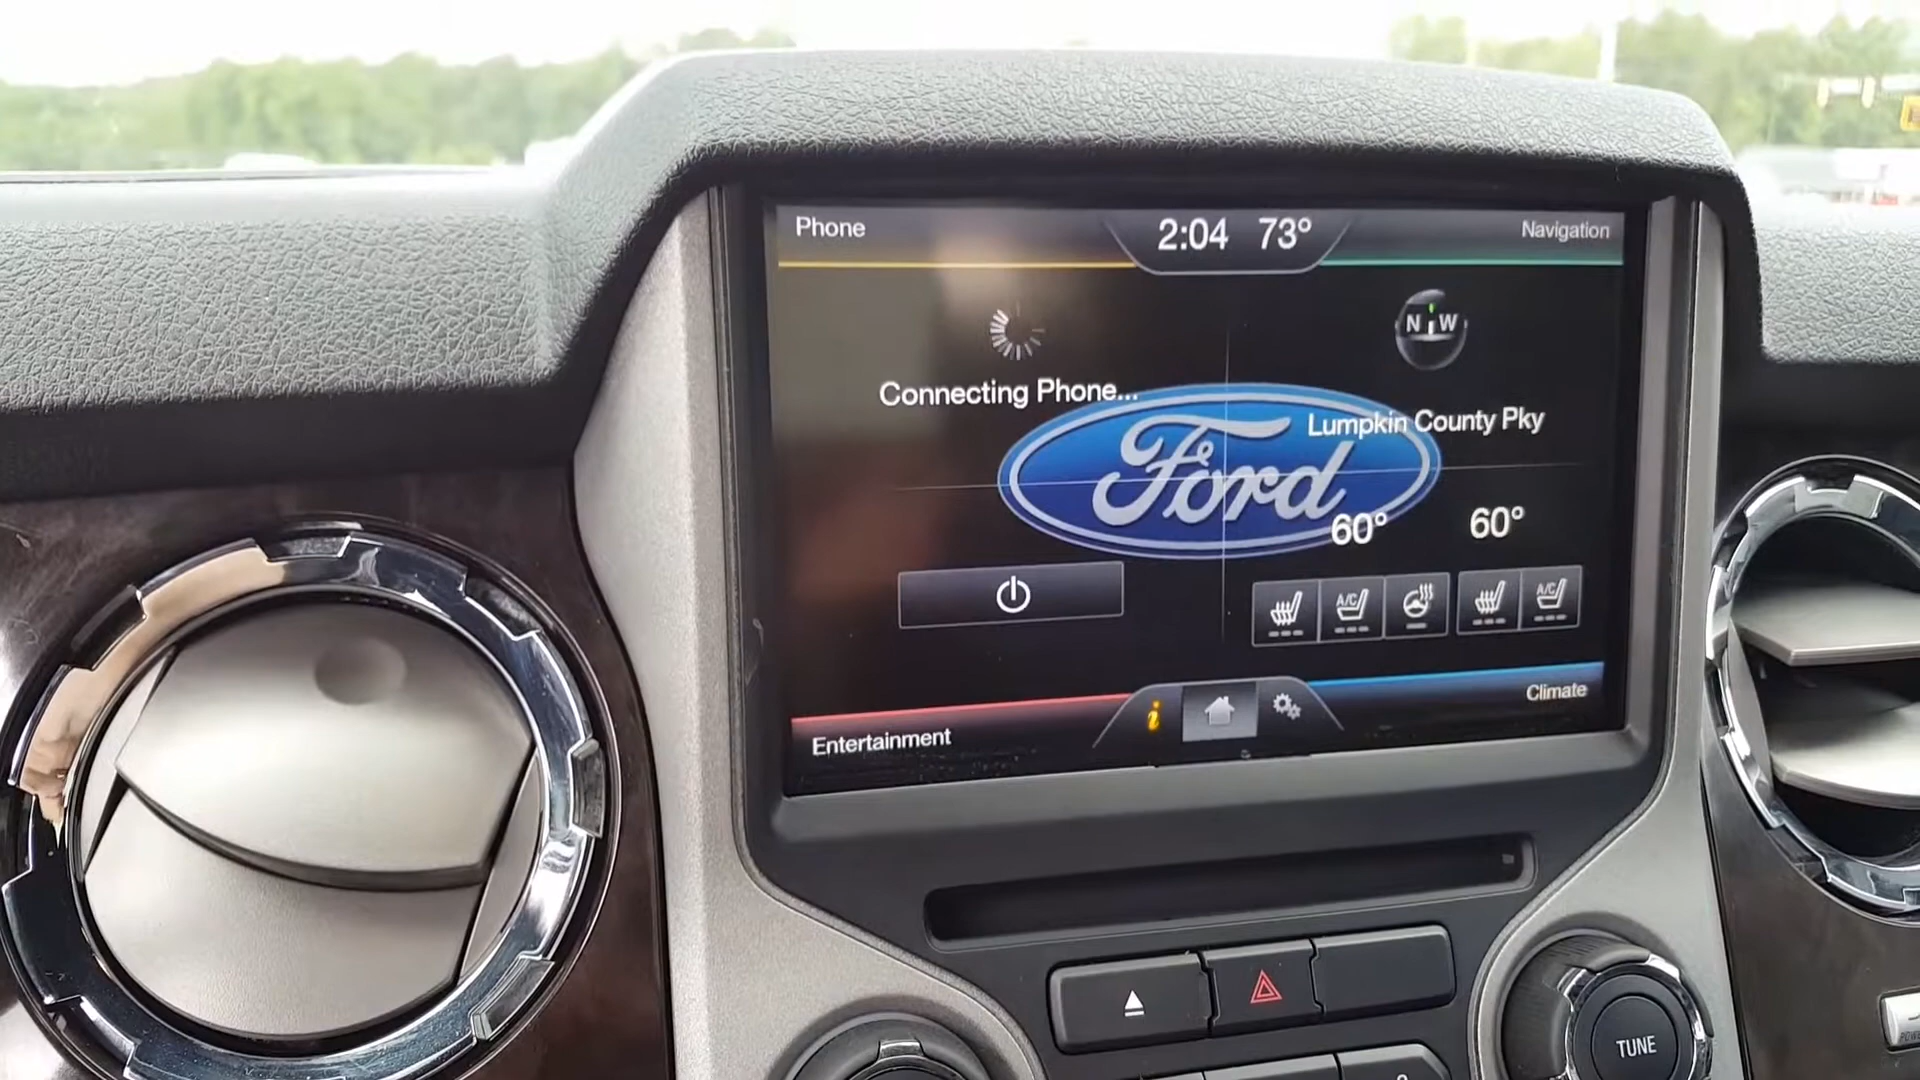 Phone
2:04 73°
Navigation
N W
Connecting Phone...
Lumpkin County Pky
Ford
60° 60°
A/C
A/C
i
Entertainment
Climate
TUNE